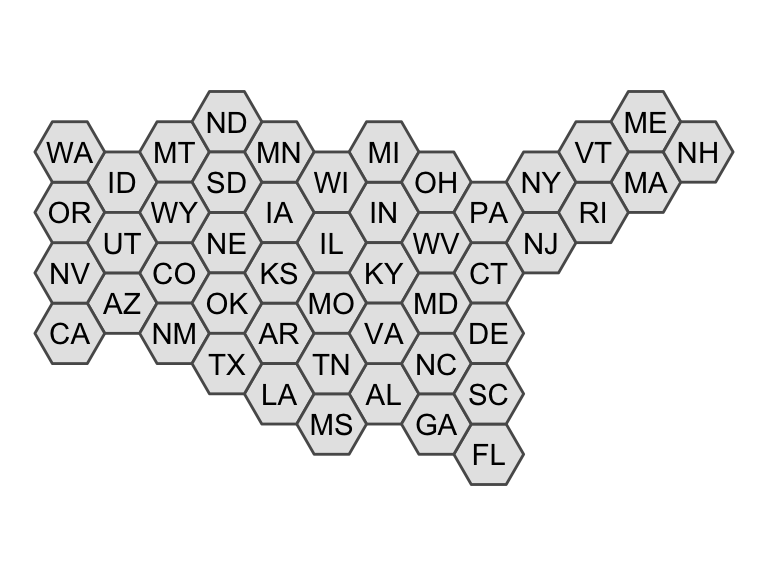 ND ME
WA MT MN MI VT NH
ID SD WI OH NY MA
OR WY IA IN PA RI
UT NE IL WV NJ
NV CO KS KY CT
AZ OK MO MD
CA NM AR VA DE
TX TN NC
LA AL SC
MS GA
FL